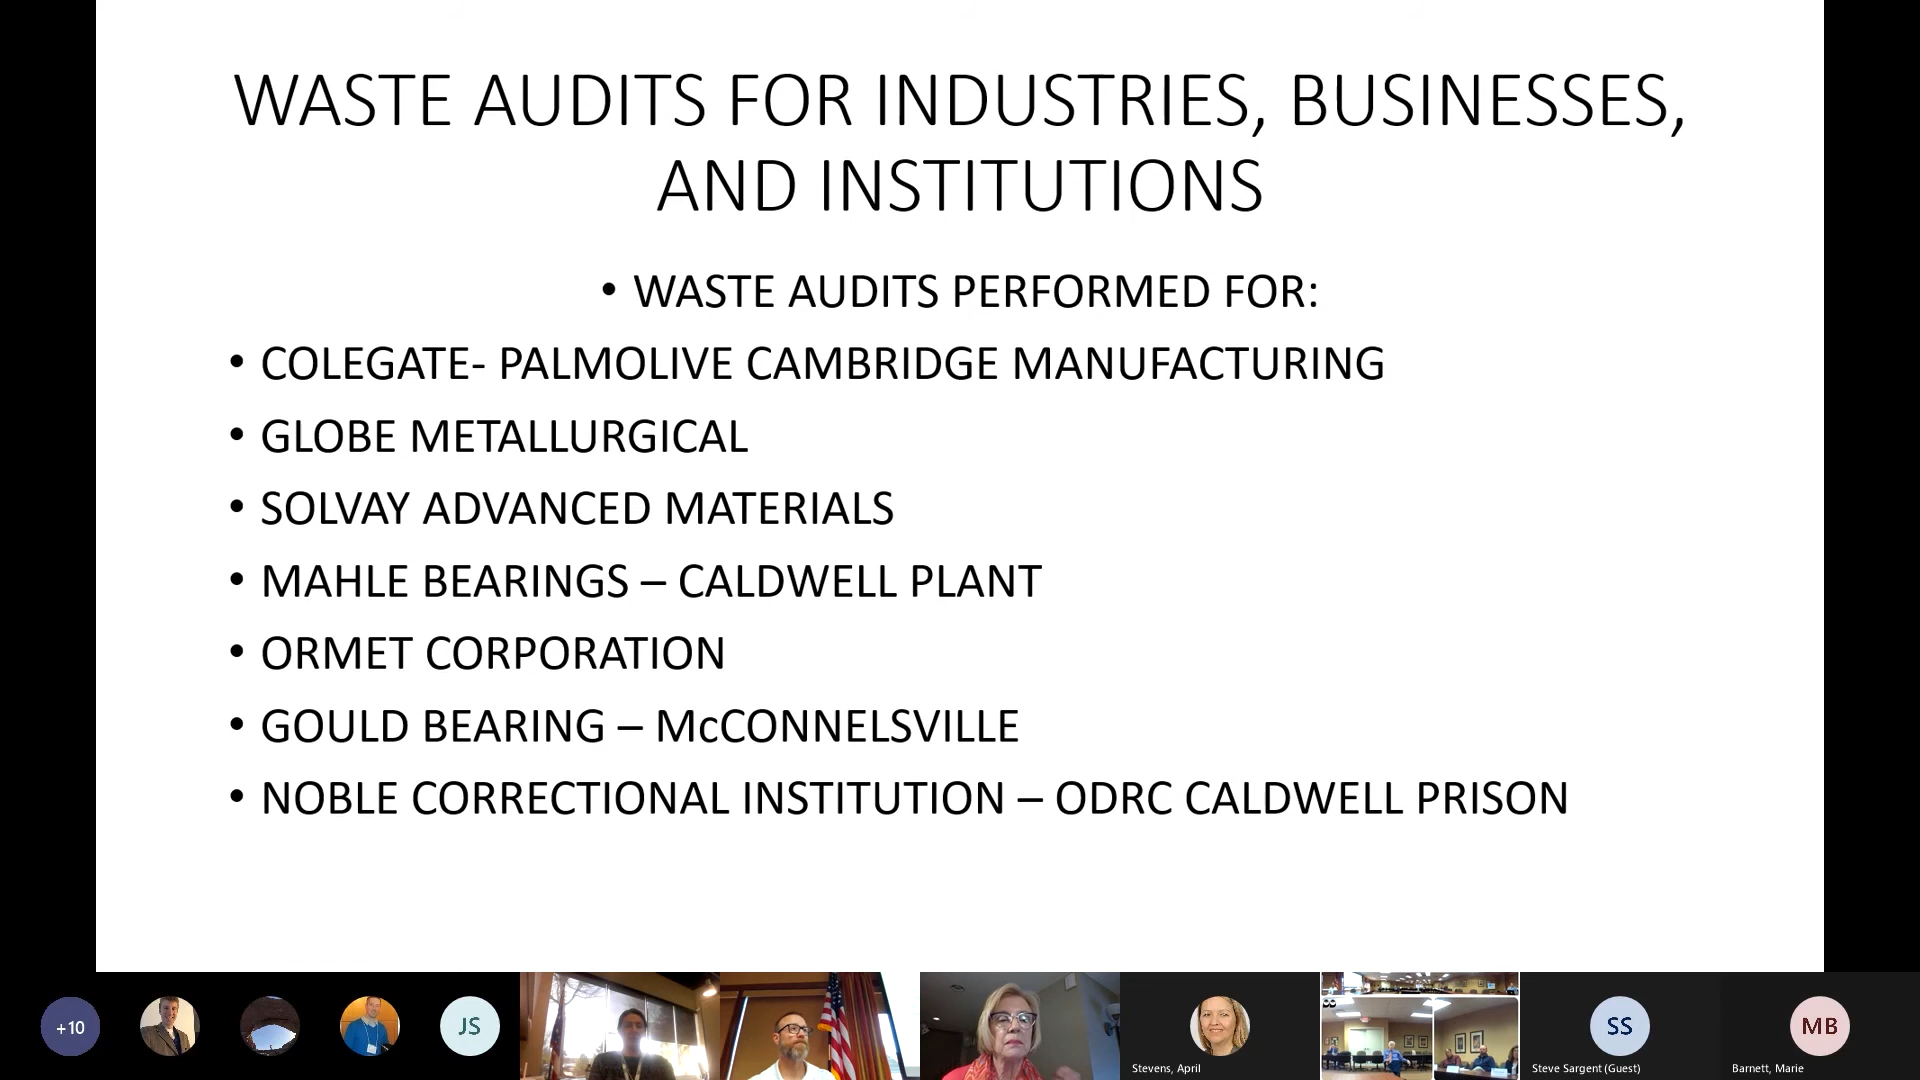 WASTE AUDITS FOR INDUSTRIES, BUSINESSES,
AND INSTITUTIONS
• WASTE AUDITS PERFORMED FOR:
• COLEGATE- PALMOLIVE CAMBRIDGE MANUFACTURING
• GLOBE METALLURGICAL
• SOLVAY ADVANCED MATERIALS
• MAHLE BEARINGS – CALDWELL PLANT
• ORMET CORPORATION
• GOULD BEARING – McCONNELSVILLE
• NOBLE CORRECTIONAL INSTITUTION – ODRC CALDWELL PRISON
+10
JS
Stevens, April
SS
Steve Sargent (Guest)
MB
Barnett, Marie